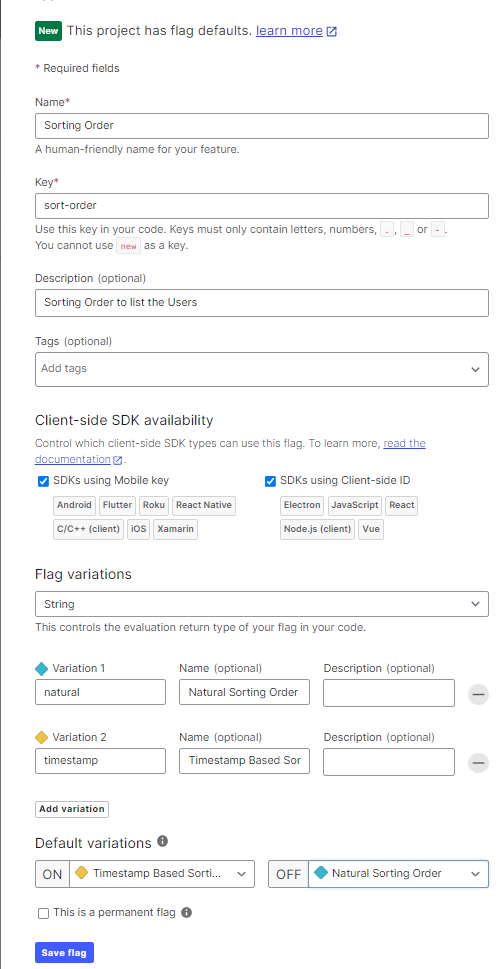 New This project has flag defaults. learn more
* Required fields
Name*
Sorting Order
A human-friendly name for your feature.
Key*
sort-order
Use this key in your code. Keys must only contain letters, numbers, . , _ or - .
You cannot use new as a key.
Description (optional)
Sorting Order to list the Users
Tags (optional)
Add tags
Client-side SDK availability
Control which client-side SDK types can use this flag. To learn more, read the
documentation .
SDKs using Mobile key SDKs using Client-side ID
Android Flutter Roku React Native Electron JavaScript React
C/C++ (client) iOS Xamarin Node.js (client) Vue
Flag variations
String
This controls the evaluation return type of your flag in your code.
Variation 1 Name (optional) Description (optional)
natural Natural Sorting Order
Variation 2 Name (optional) Description (optional)
timestamp Timestamp Based Sor
Add variation
Default variations
ON Timestamp Based Sorti... OFF Natural Sorting Order
This is a permanent flag
Save flag